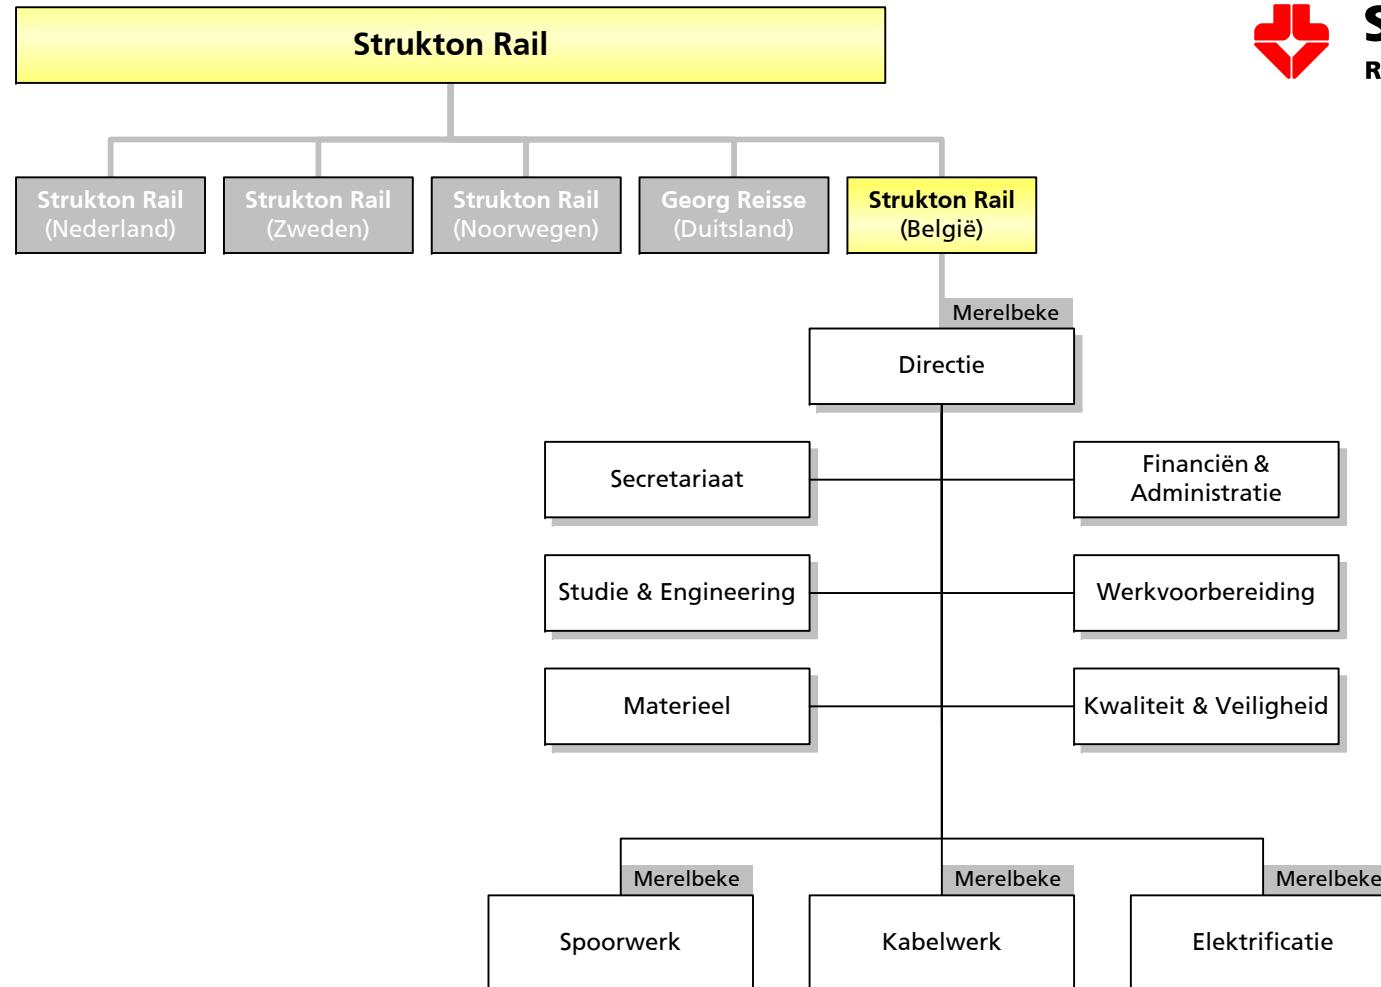 Strukton Rail
Strukton Rail
(Nederland)
Strukton Rail
(Zweden)
Strukton Rail
(Noorwegen)
Georg Reisse
(Duitsland)
Strukton Rail
(België)
Merelbeke
Directie
Secretariaat
Financiën &
Administratie
Studie & Engineering
Werkvoorbereiding
Materieel
Kwaliteit & Veiligheid
Merelbeke
Merelbeke
Merelbeke
Spoorwerk
Kabelwerk
Elektrificatie